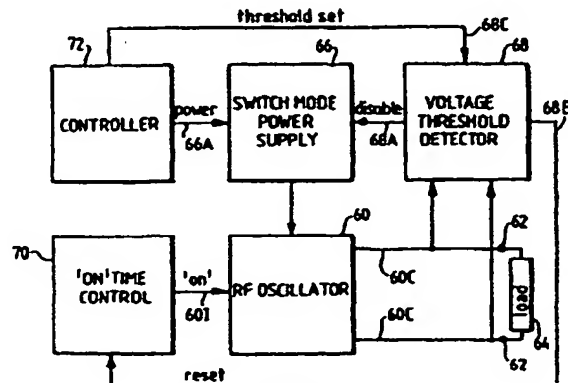 threshold set
68C
72
66
68
68B
CONTROLLER
power
66A
SWITCH MODE
POWER
SUPPLY
disable
68A
VOLTAGE
THRESHOLD
DETECTOR
60
62
70
'ON' TIME
CONTROL
'on'
60I
RF OSCILLATOR
60C
60C
load
64
62
reset